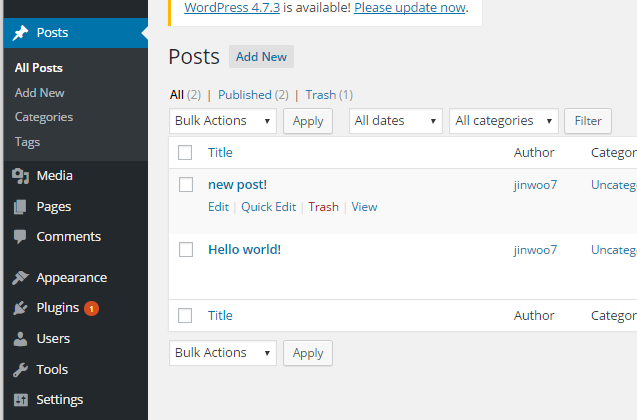 WordPress 4.7.3 is available! Please update now.
Posts
All Posts
Add New
Categories
Tags
Media
Pages
Comments
Appearance
Plugins 1
Users
Tools
Settings
Posts Add New
All (2) | Published (2) | Trash (1)
Bulk Actions Apply All dates All categories Filter
Title Author Categor
new post! jinwoo7 Uncateg
Edit | Quick Edit | Trash | View
Hello world! jinwoo7 Uncateg
Title Author Categor
Bulk Actions Apply